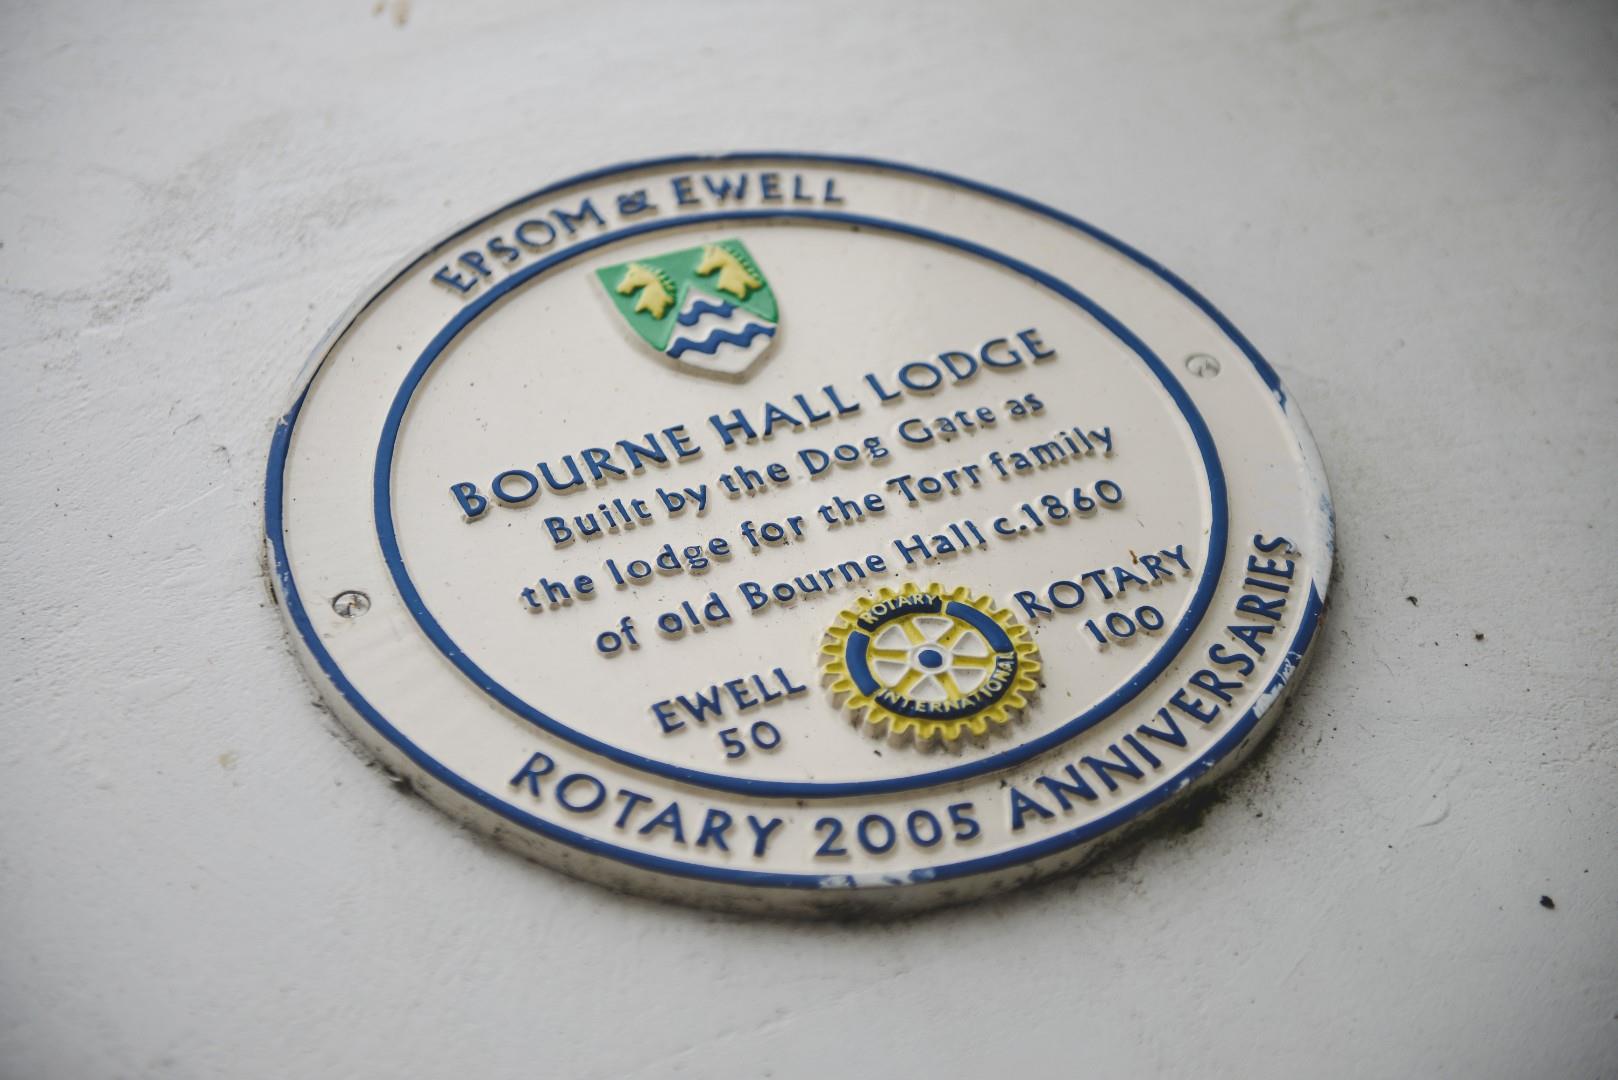 EPSOM & EWELL
BOURNE HALL LODGE
Built by the Dog Gate as
the lodge for the Torr family
of old Bourne Hall c.1860
EWELL
50
ROTARY
INTERNATIONAL
ROTARY
100
ROTARY 2005 ANNIVERSARIES